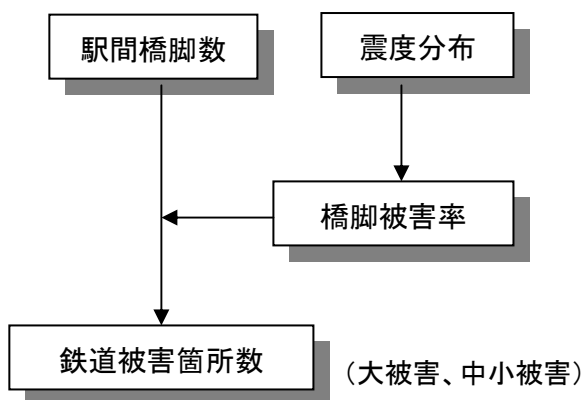 駅間橋脚数
震度分布
橋脚被害率
鉄道被害箇所数
（大被害、中小被害）